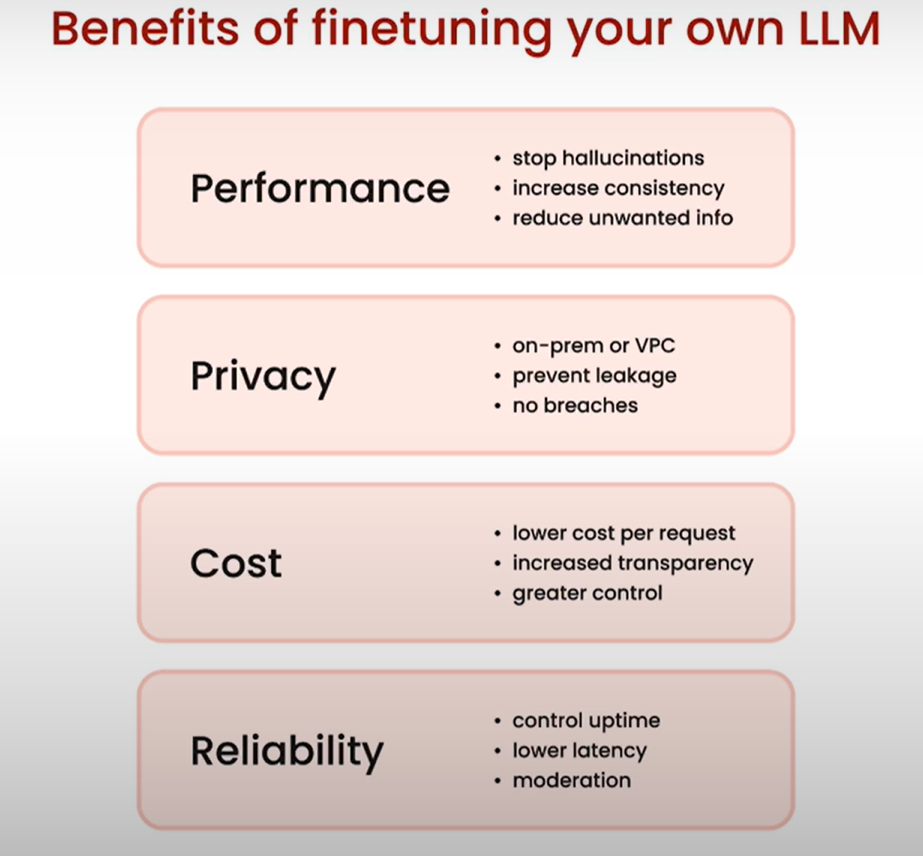 Benefits of finetuning your own LLM
Performance
• stop hallucinations
• increase consistency
• reduce unwanted info
Privacy
• on-prem or VPC
• prevent leakage
• no breaches
Cost
• lower cost per request
• increased transparency
• greater control
Reliability
• control uptime
• lower latency
• moderation